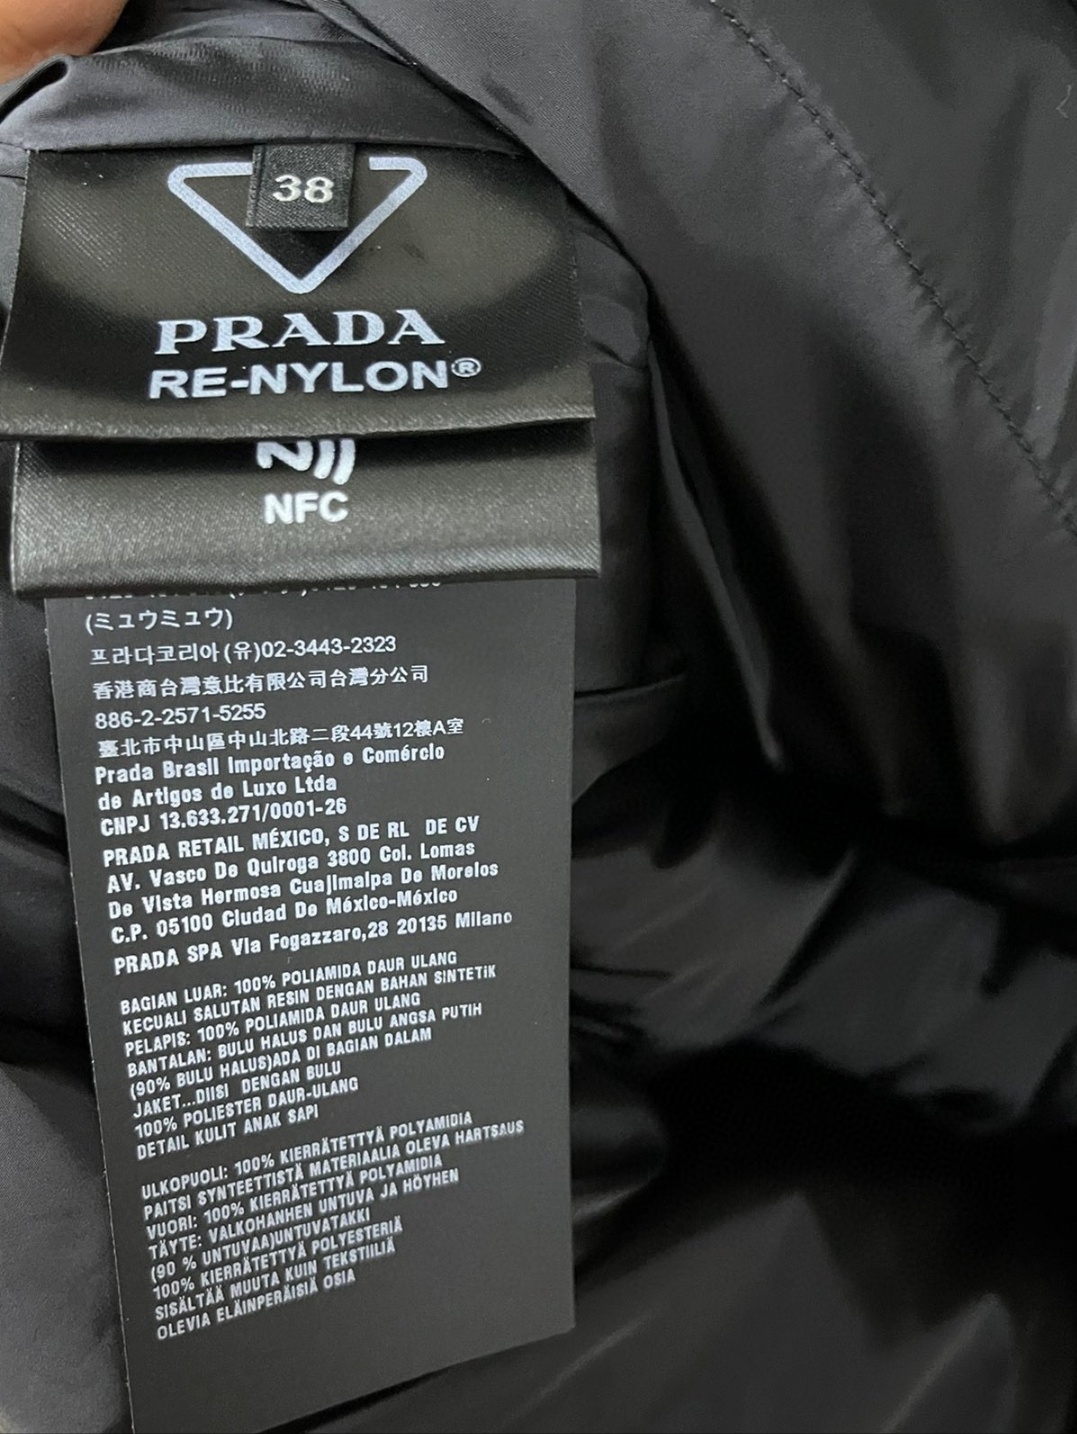 38
PRADA
RE-NYLON®
NFC
(ミュウミュウ)
프라다코리아(유)02-3443-2323
香港商台灣意比有限公司台灣分公司
886-2-2571-5255
臺北市中山區中山北路二段44號12樓A室
Prada Brasil Importação e Comércio
de Artigos de Luxo Ltda
CNPJ 13.633.271/0001-26
PRADA RETAIL MÉXICO, S DE RL DE CV
AV. Vasco De Quiroga 3800 Col. Lomas
De Vista Hermosa Cuajimalpa De Morelos
C.P. 05100 Ciudad De México-México
PRADA SPA Via Fogazzaro,28 20135 Milano
BAGIAN LUAR: 100% POLIAMIDA DAUR ULANG
KECUALI SALUTAN RESIN DENGAN BAHAN SiNTETiK
PELAPIS: 100% POLIAMIDA DAUR ULANG
BANTALAN: BULU HALUS DAN BULU ANGSA PUTIH
(90% BULU HALUS)ADA DI BAGIAN DALAM
JAKET...DIISI DENGAN BULU
100% POLIESTER DAUR-ULANG
DETAIL KULIT ANAK SAPI
ULKOPUOLI: 100% KIERRÄTETTYÄ POLYAMIDIA
PAITSI SYNTEETTISTÄ MATERIAALIA OLEVA HARTSAUS
VUORI: 100% KIERRÄTETTYÄ POLYAMIDIA
TÄYTE: VALKOHANHEN UNTUVA JA HÖYHEN
(90 % UNTUVAA)UNTUVATAKKI
100% KIERRÄTETTYÄ POLYESTERIÄ
SISÄLTÄÄ MUUTA KUIN TEKSTIILIÄ
OLEVIA ELÄINPERÄISIÄ OSIA